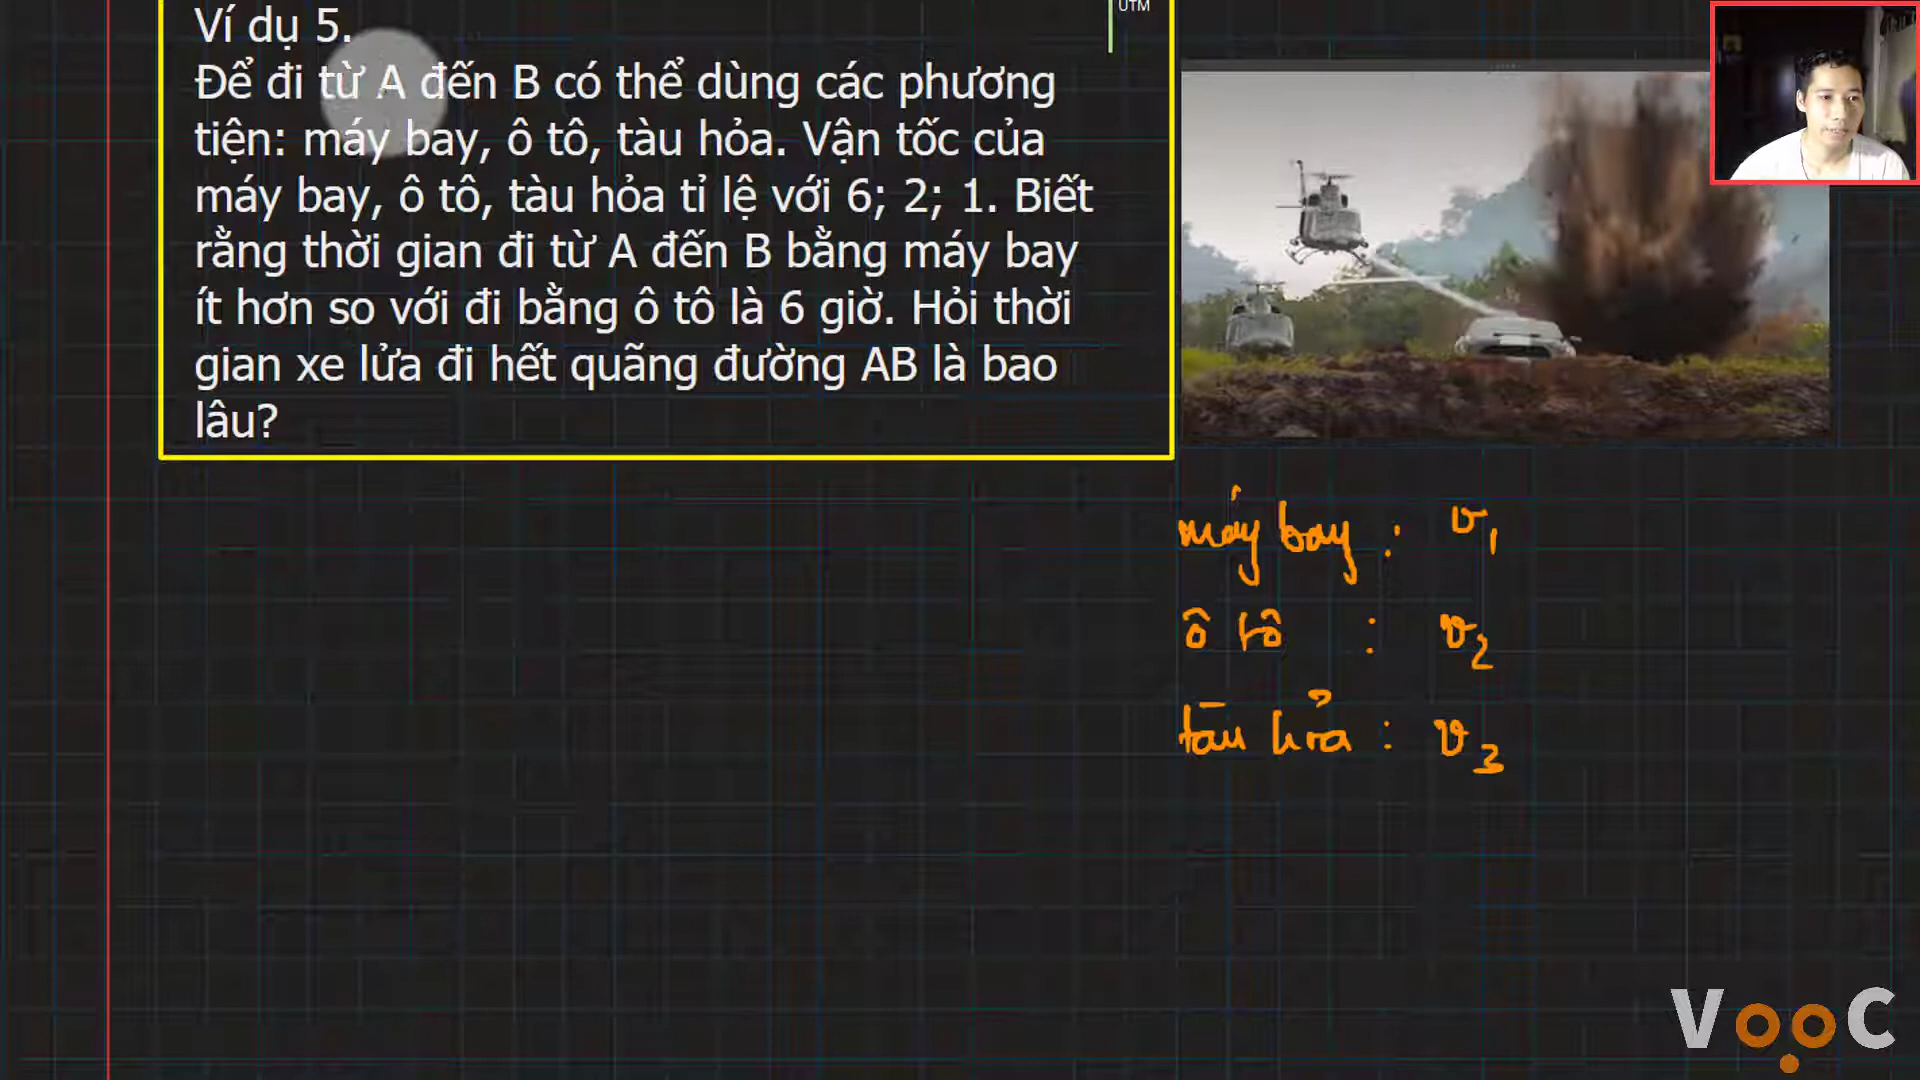 Ví dụ 5.
UTM
Để đi từ A đến B có thể dùng các phương
tiện: máy bay, ô tô, tàu hỏa. Vận tốc của
máy bay, ô tô, tàu hỏa tỉ lệ với 6; 2; 1. Biết
rằng thời gian đi từ A đến B bằng máy bay
ít hơn so với đi bằng ô tô là 6 giờ. Hỏi thời
gian xe lửa đi hết quãng đường AB là bao
lâu?
máy bay : v₁
ô tô : v₂
tàu hỏa : v₃
VooC